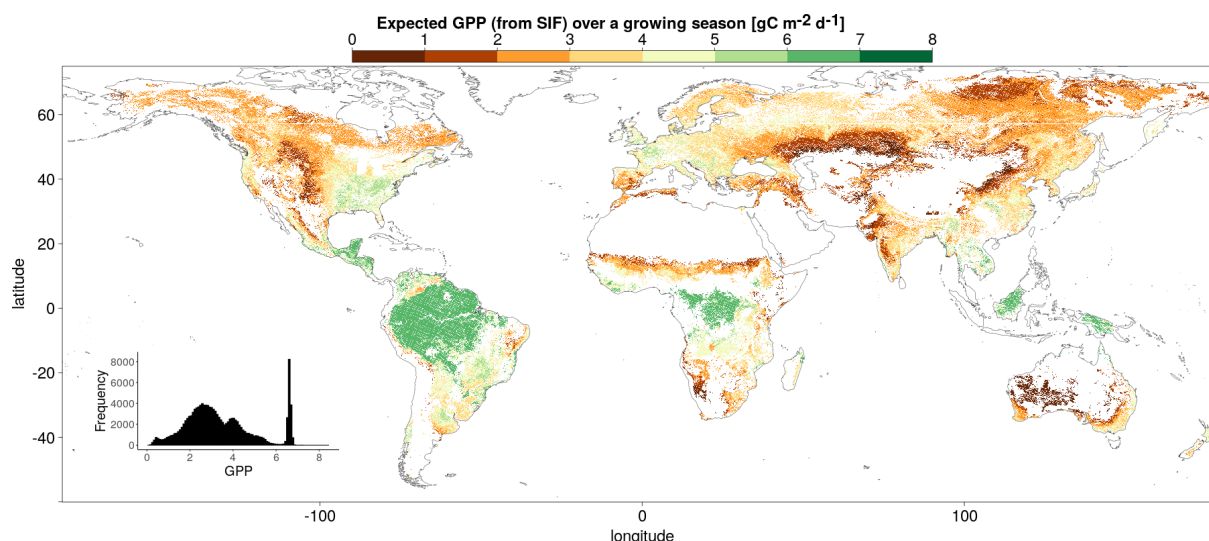 Expected GPP (from SIF) over a growing season [gC m-2 d-1]
0 1 2 3 4 5 6 7 8
60
40
20
0
-20
-40
latitude
8000
6000
4000
2000
0
Frequency
0 2 4 6 8
GPP
-100 0 100
longitude